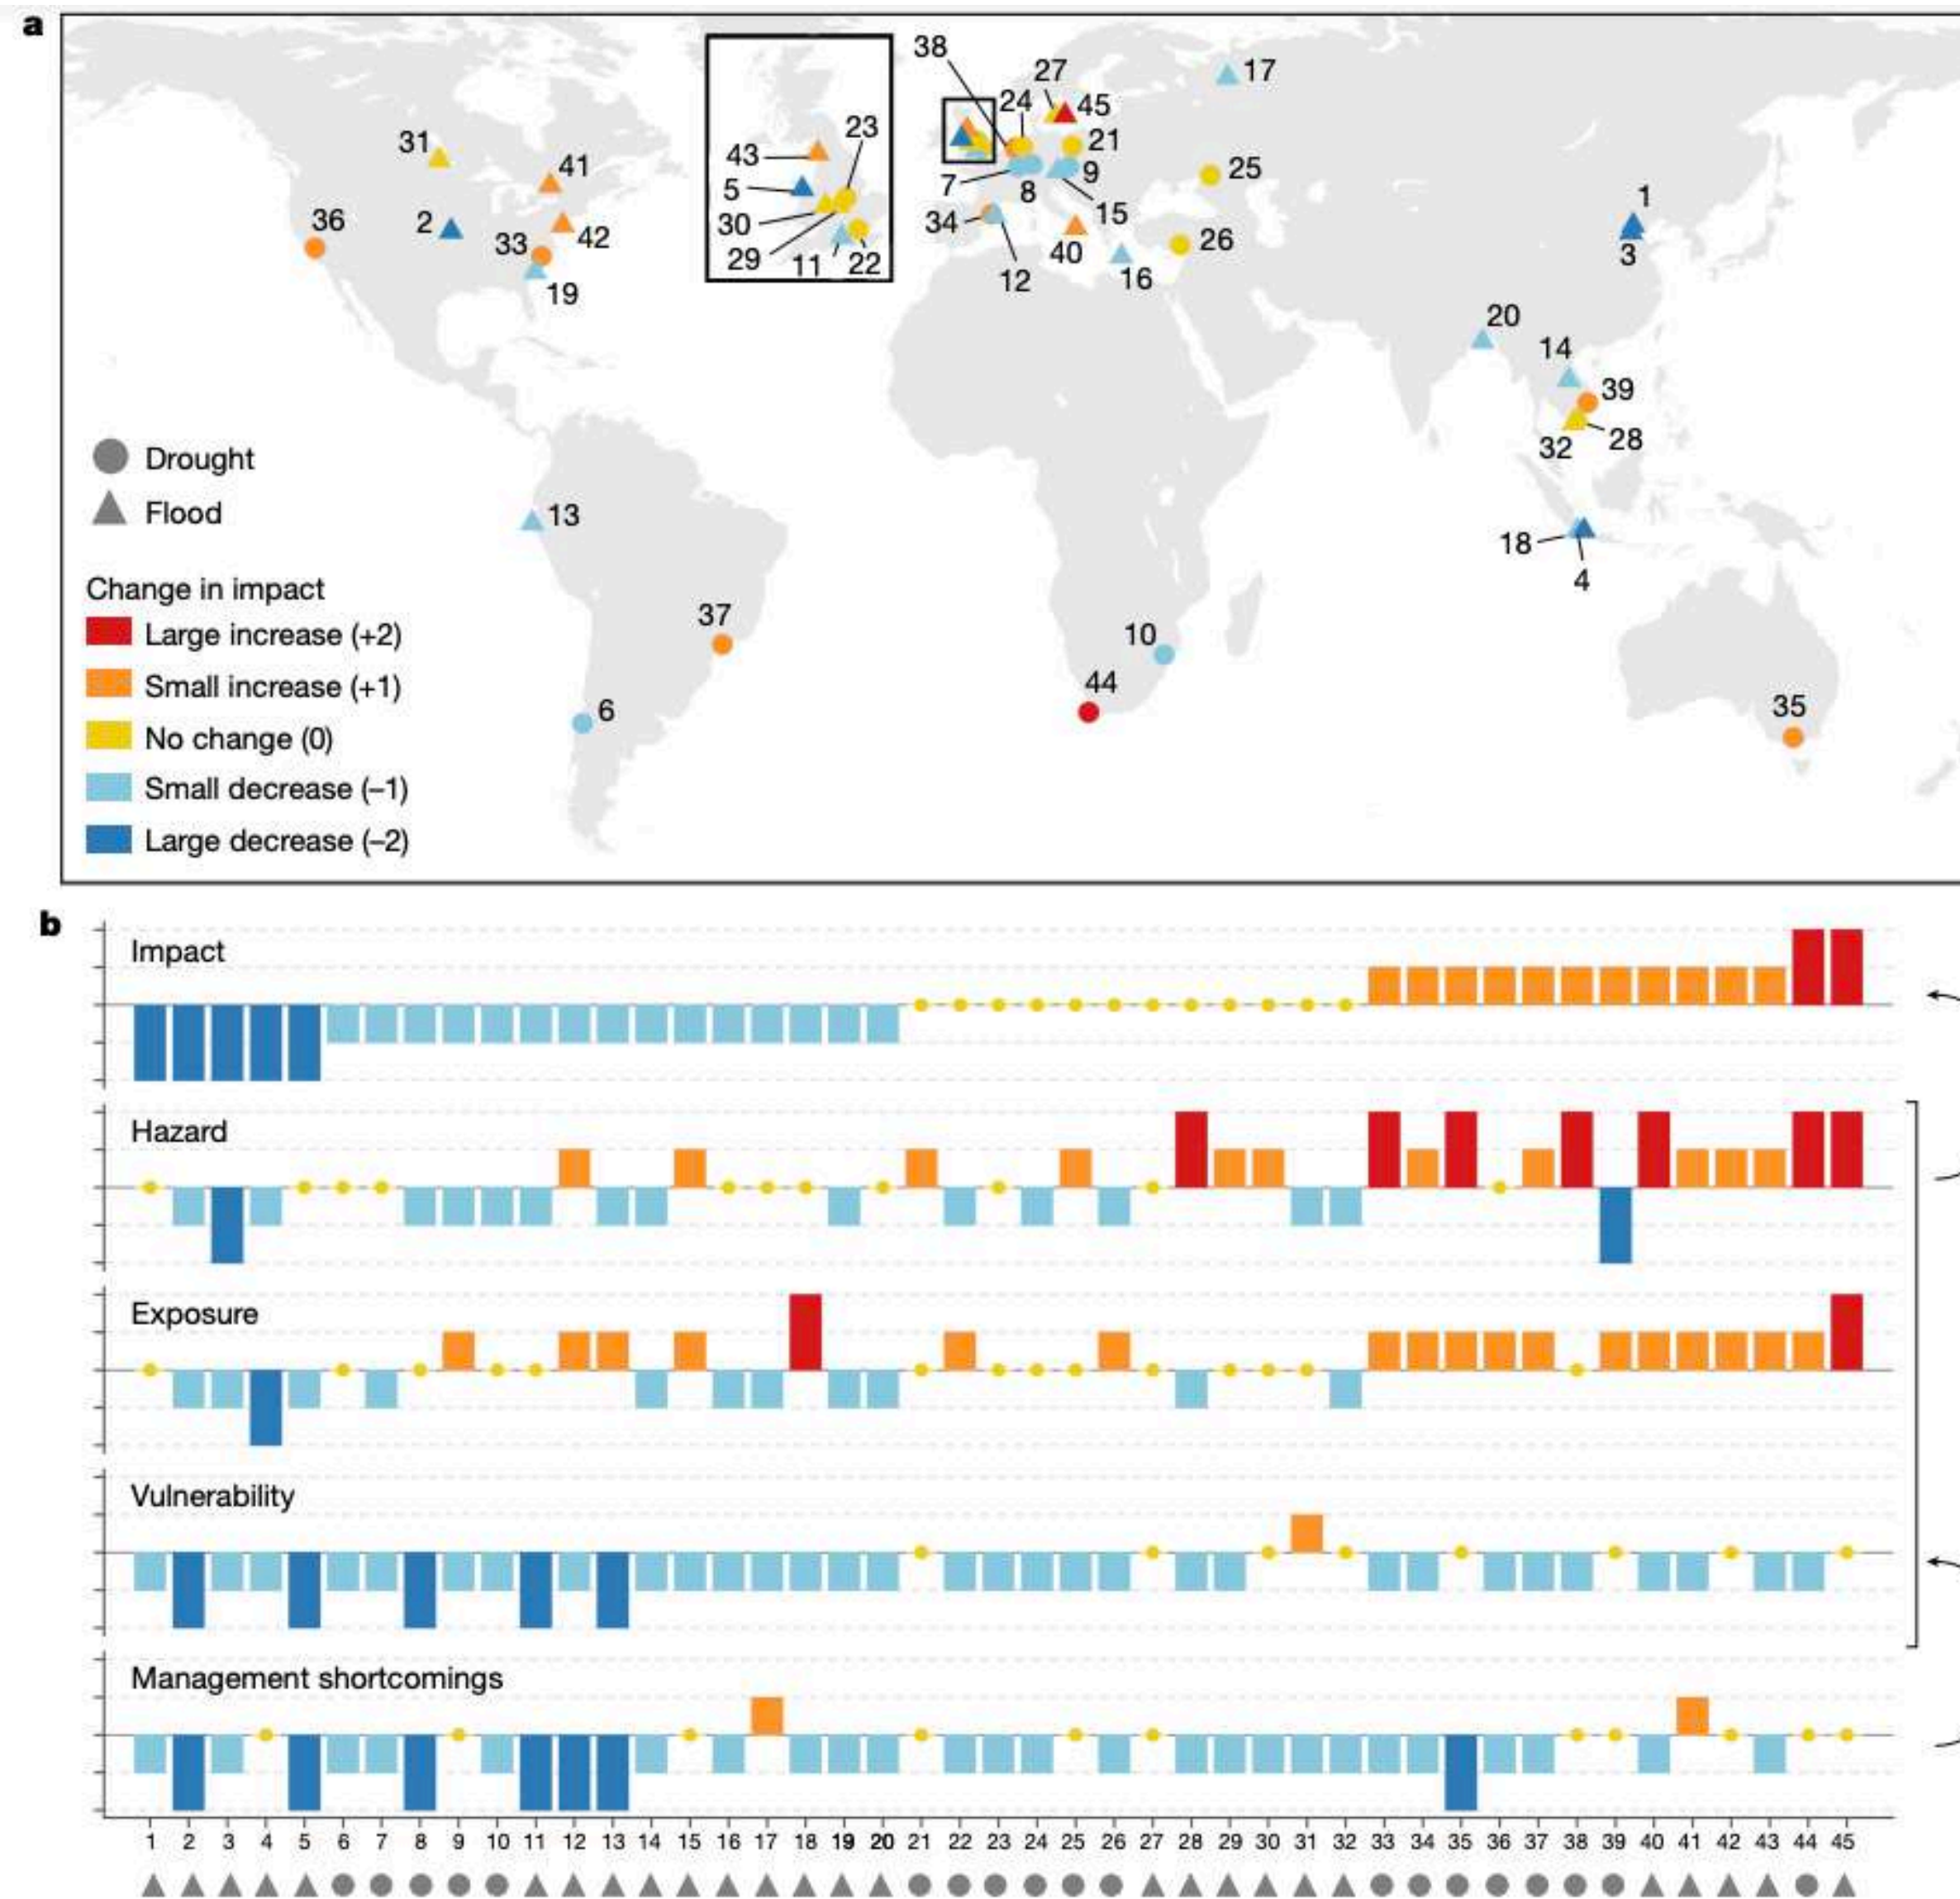 a
38
27
17
24
45
31
41
43
23
21
5
7
8
9
25
1
36
2
33
42
30
34
15
3
29
11
22
40
26
19
12
16
20
14
39
32
28
Drought
Flood
13
18
4
Change in impact
Large increase (+2)
37
10
Small increase (+1)
44
No change (0)
6
35
Small decrease (–1)
Large decrease (–2)
b
Impact
Hazard
Exposure
Vulnerability
Management shortcomings
1 2 3 4 5 6 7 8 9 10 11 12 13 14 15 16 17 18 19 20 21 22 23 24 25 26 27 28 29 30 31 32 33 34 35 36 37 38 39 40 41 42 43 44 45